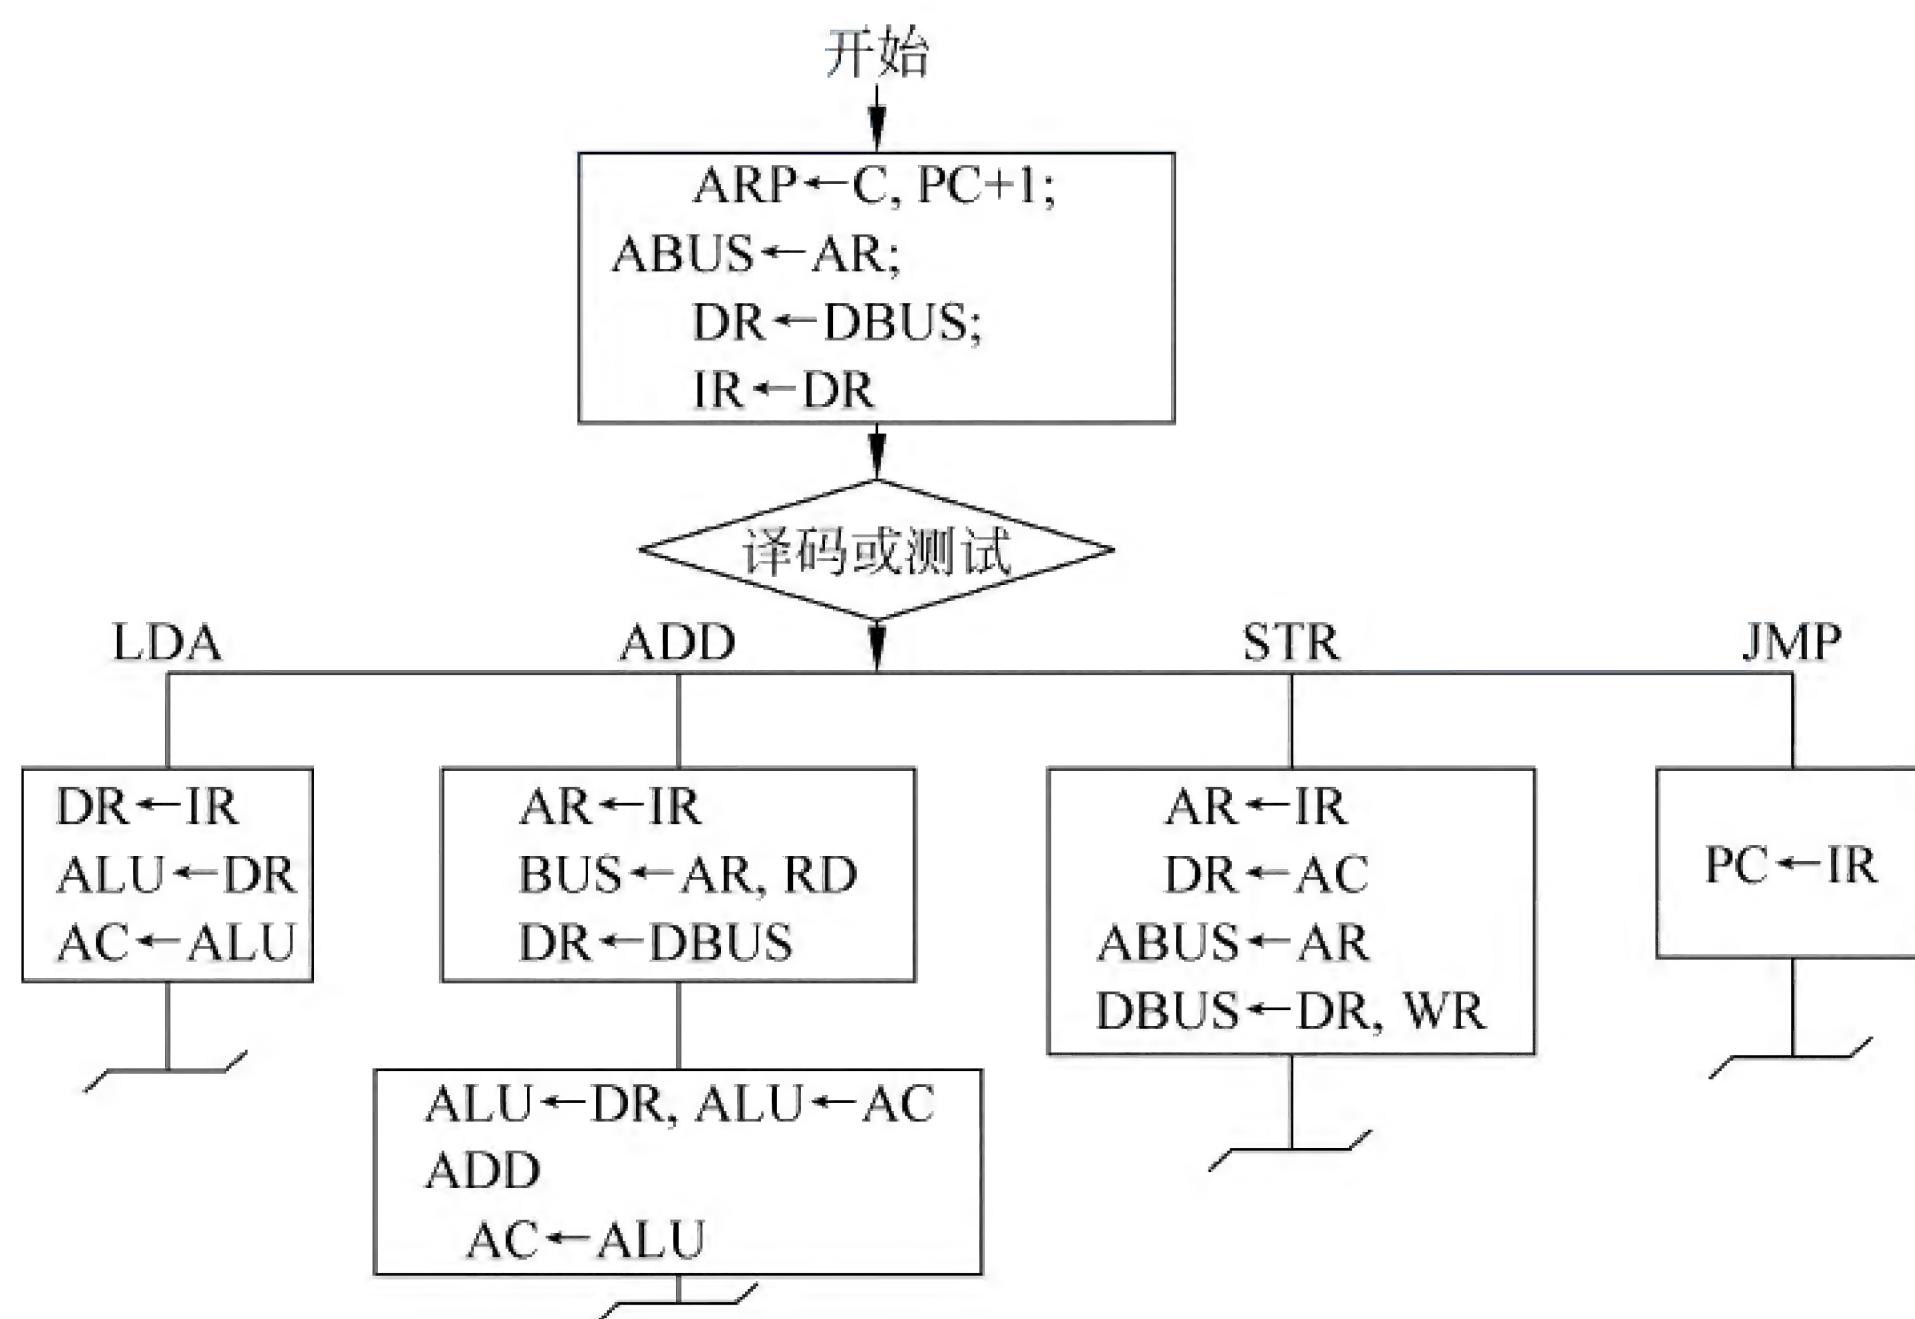 开始
ARP←C, PC+1;
ABUS←AR;
DR←DBUS;
IR←DR
译码或测试
LDA
ADD
STR
JMP
DR←IR
ALU←DR
AC←ALU
AR←IR
BUS←AR, RD
DR←DBUS
ALU←DR, ALU←AC
ADD
AC←ALU
AR←IR
DR←AC
ABUS←AR
DBUS←DR, WR
PC←IR